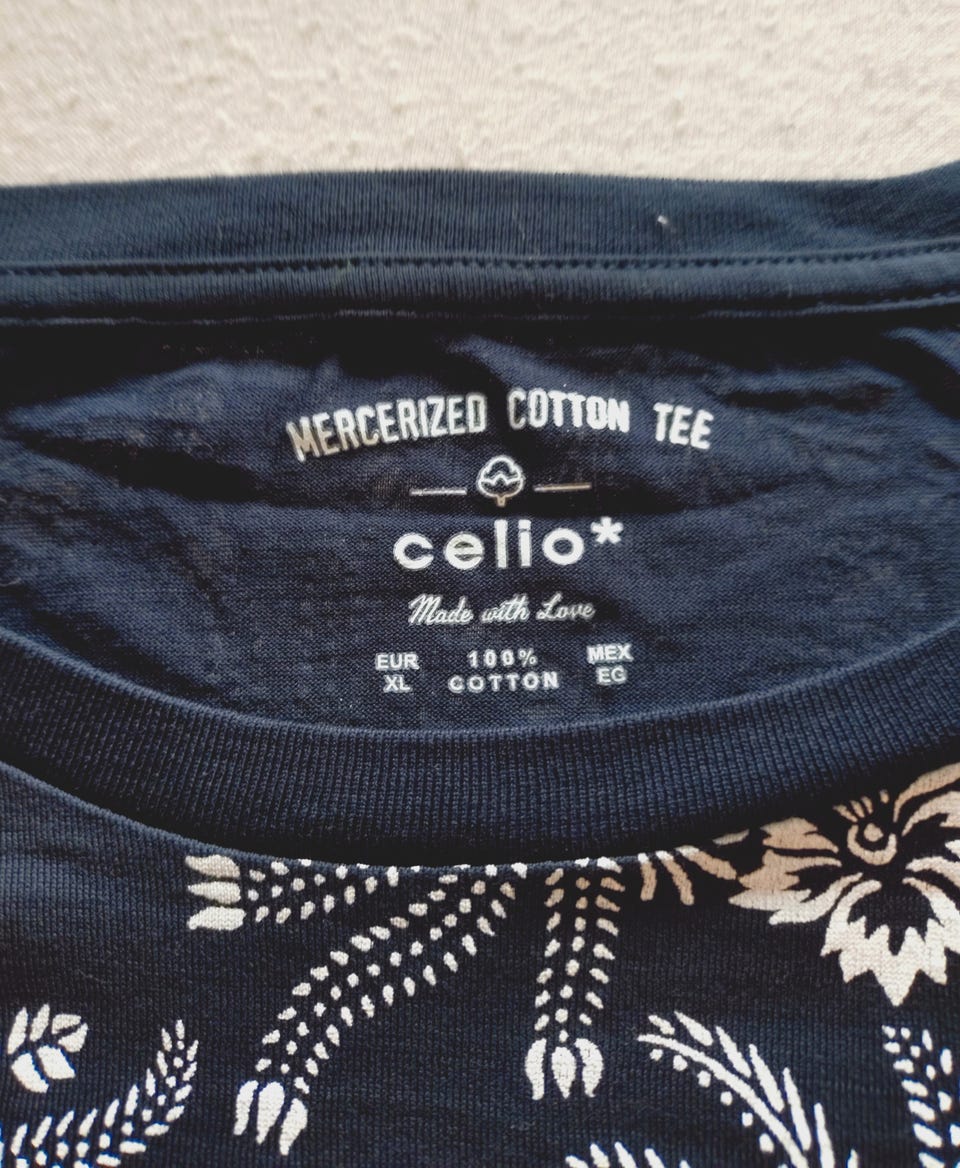 MERCERIZED COTTON TEE
celio*
Made with Love
EUR 100% MEX
XL COTTON EG